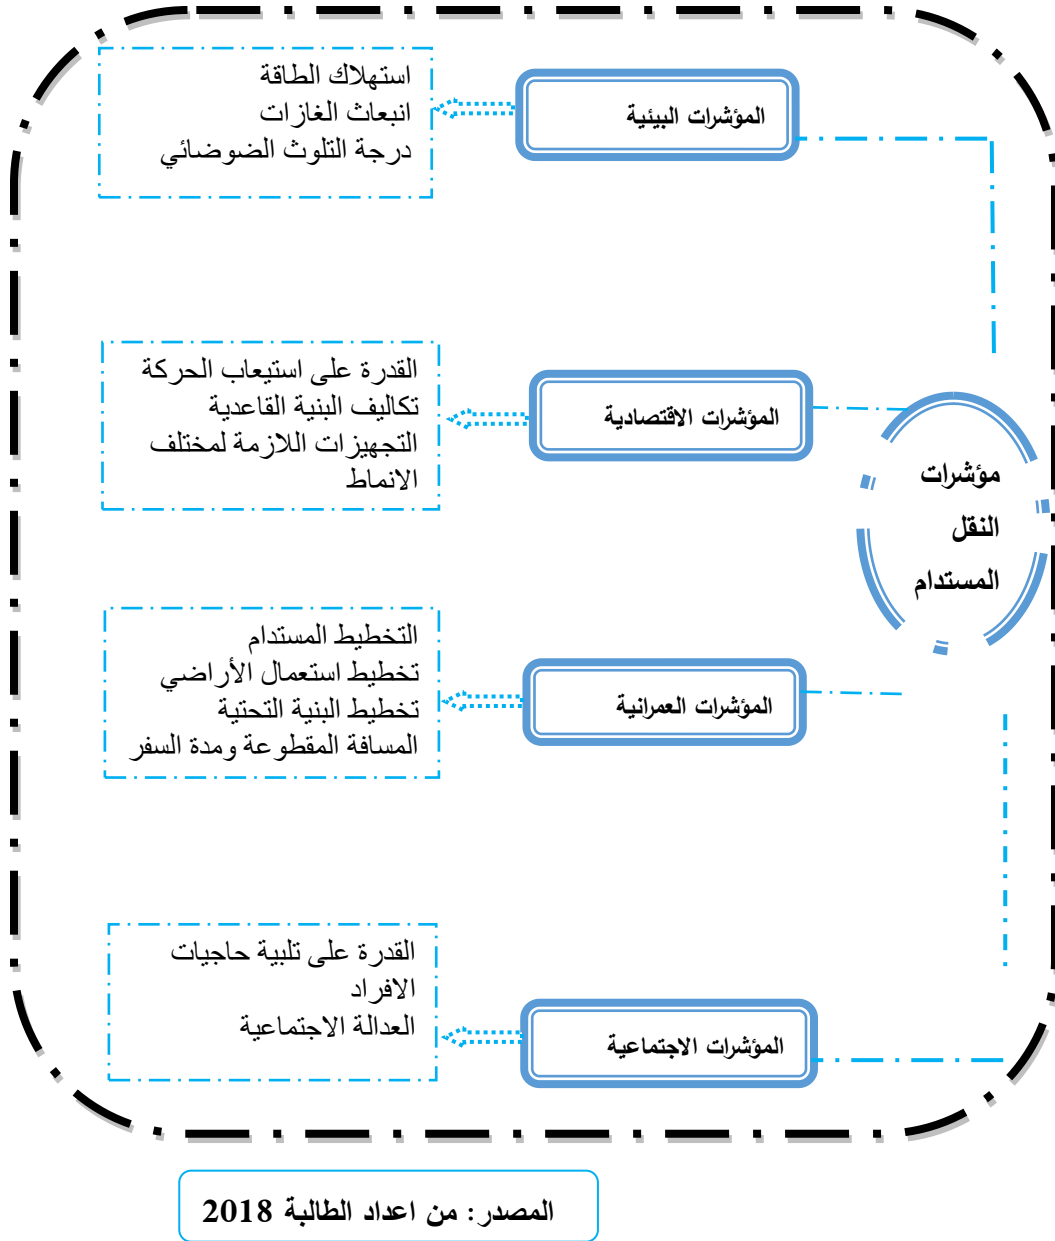 مؤشرات
النقل
المستدام
المؤشرات البيئية
استهلاك الطاقة
انبعاث الغازات
درجة التلوث الضوضائي
المؤشرات الاقتصادية
القدرة على استيعاب الحركة
تكاليف البنية القاعدية
التجهيزات اللازمة لمختلف
الانماط
المؤشرات العمرانية
التخطيط المستدام
تخطيط استعمال الأراضي
تخطيط البنية التحتية
المسافة المقطوعة ومدة السفر
المؤشرات الاجتماعية
القدرة على تلبية حاجيات
الافراد
العدالة الاجتماعية
المصدر: من اعداد الطالبة 2018